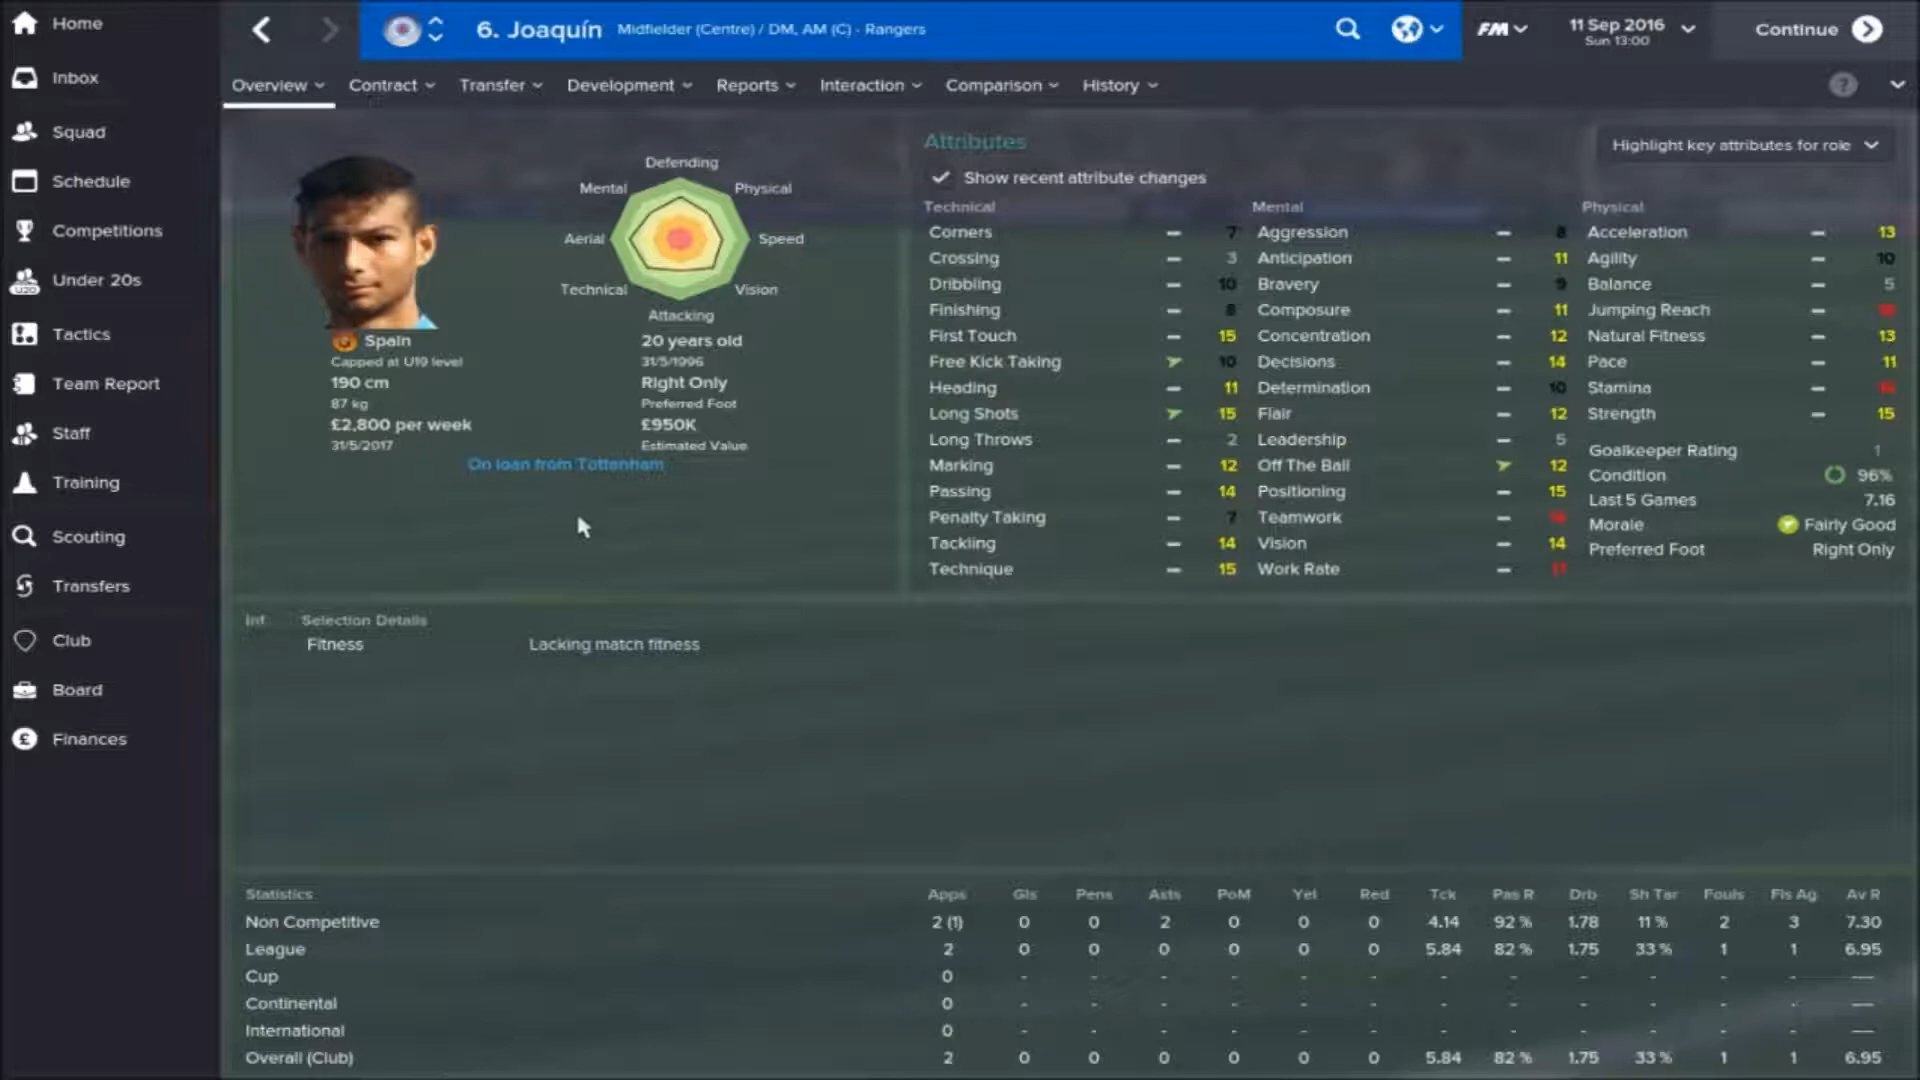 Home
Inbox
Squad
Schedule
Competitions
Under 20s
Tactics
Team Report
Staff
Training
Scouting
Transfers
Club
Board
Finances
6. Joaquín Midfielder (Centre) / DM, AM (C) - Rangers
FM
11 Sep 2016
Sun 13:00
Continue
Overview Contract Transfer Development Reports Interaction Comparison History
?
Defending
Mental Physical
Aerial Speed
Technical Vision
Attacking
Spain
Capped at U19 level
190 cm
87 kg
£2,800 per week
31/5/2017
20 years old
31/5/1996
Right Only
Preferred Foot
£950K
Estimated Value
On loan from Tottenham
Attributes
Highlight key attributes for role
Show recent attribute changes
Technical
Corners - 7
Crossing - 3
Dribbling - 10
Finishing - 8
First Touch - 15
Free Kick Taking 10
Heading - 11
Long Shots 15
Long Throws - 2
Marking - 12
Passing - 14
Penalty Taking - 7
Tackling - 14
Technique - 15
Mental
Aggression - 8
Anticipation - 11
Bravery - 9
Composure - 11
Concentration - 12
Decisions - 14
Determination - 10
Flair - 12
Leadership - 5
Off The Ball 12
Positioning - 15
Teamwork -
Vision - 14
Work Rate - 17
Physical
Acceleration - 13
Agility - 10
Balance - 5
Jumping Reach -
Natural Fitness - 13
Pace - 11
Stamina -
Strength - 15
Goalkeeper Rating 1
Condition 96%
Last 5 Games 7.16
Morale Fairly Good
Preferred Foot Right Only
Inf Selection Details
Fitness Lacking match fitness
Statistics Apps Gls Pens Asts PoM Yel Red Tck Pas R Drb Sh Tar Fouls Fls Ag Av R
Non Competitive 2 (1) 0 0 2 0 0 0 4.14 92 % 1.78 11 % 2 3 7.30
League 2 0 0 0 0 0 0 5.84 82 % 1.75 33 % 1 1 6.95
Cup 0 - - - - - - - - - - - - —
Continental 0 - - - - - - - - - - - - —
International 0 - - - - - - - - - - - - —
Overall (Club) 2 0 0 0 0 0 0 5.84 82 % 1.75 33 % 1 1 6.95